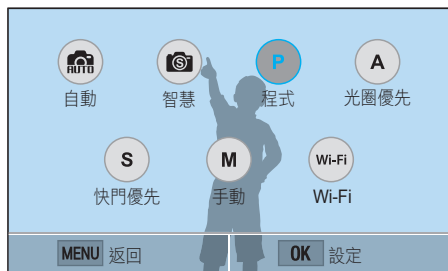 AUTO S P A
自動 智慧 程式 光圈優先
S M Wi-Fi
快門優先 手動 Wi-Fi
MENU 返回 OK 設定